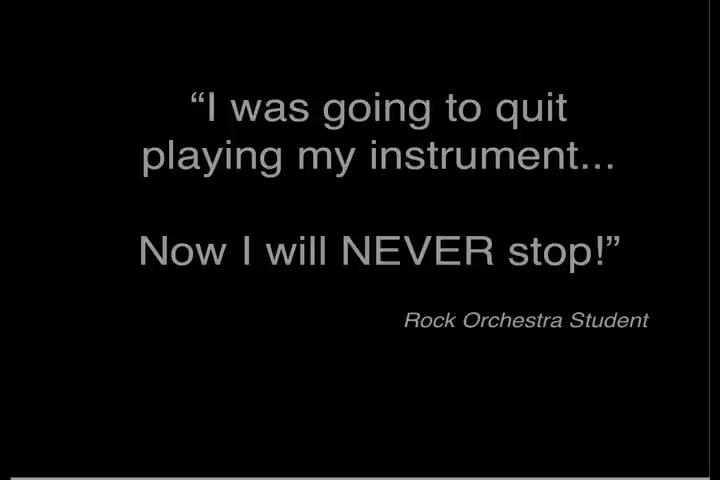 “I was going to quit
playing my instrument...
Now I will NEVER stop!”
Rock Orchestra Student